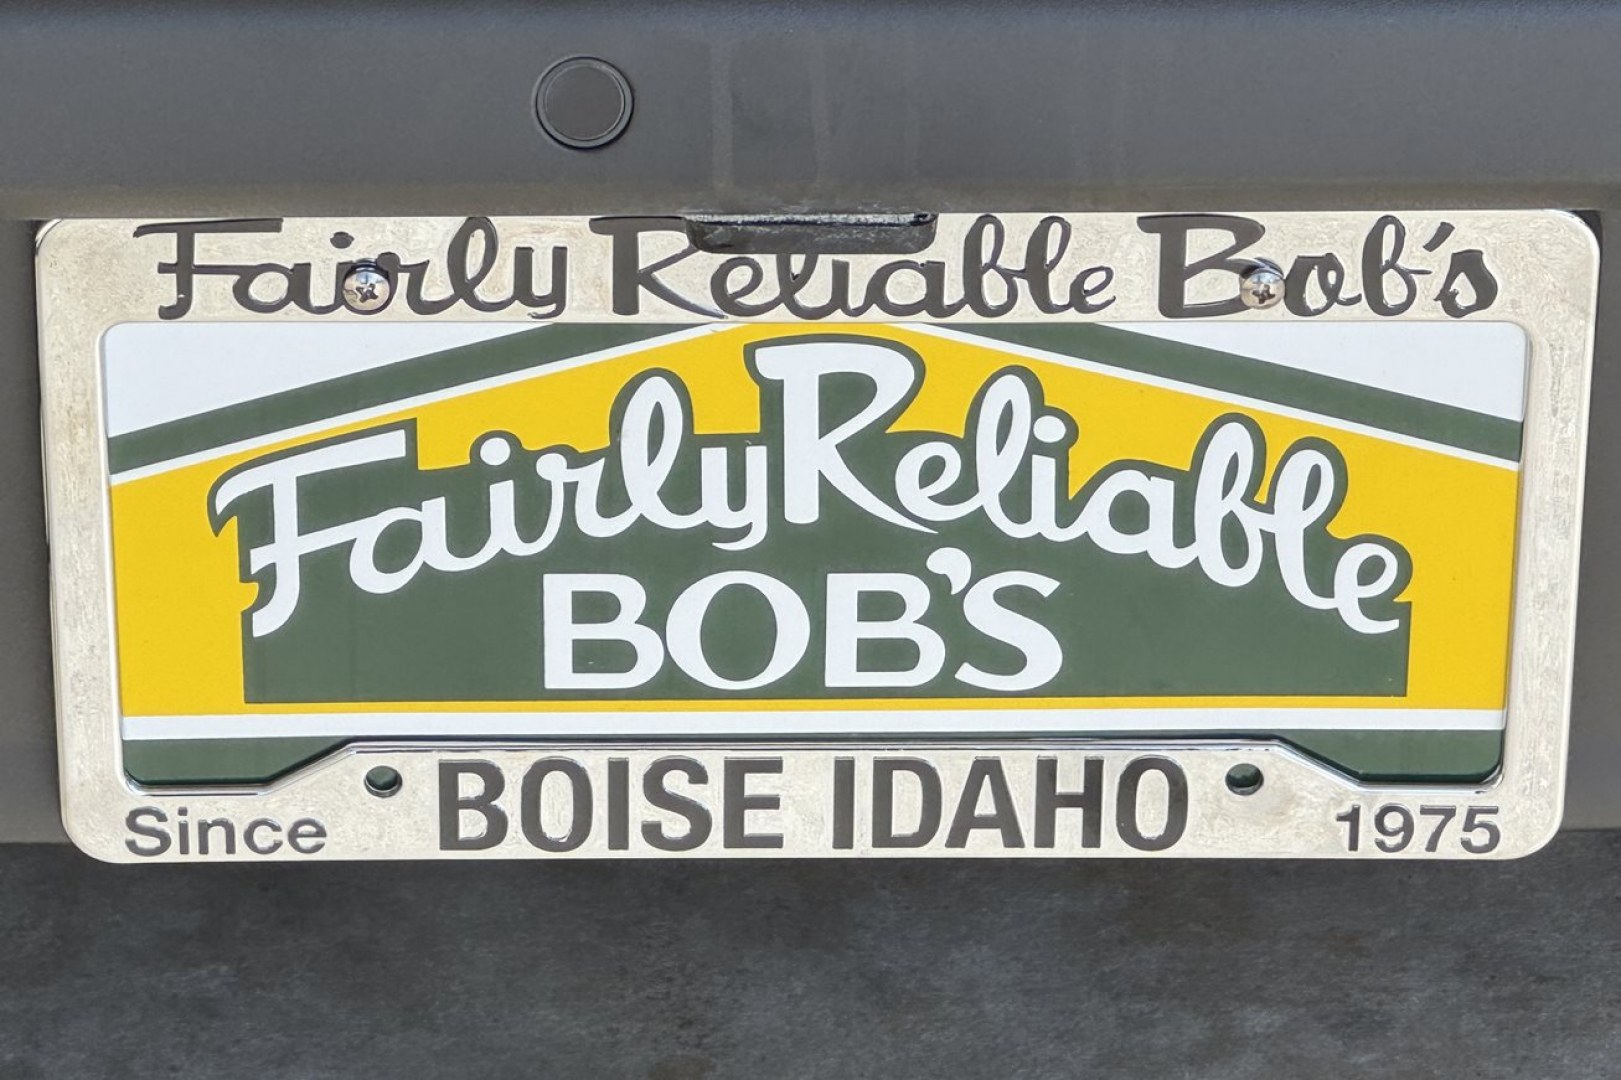 Fairly Reliable Bob's
Fairly Reliable
BOB'S
BOISE IDAHO
Since 1975